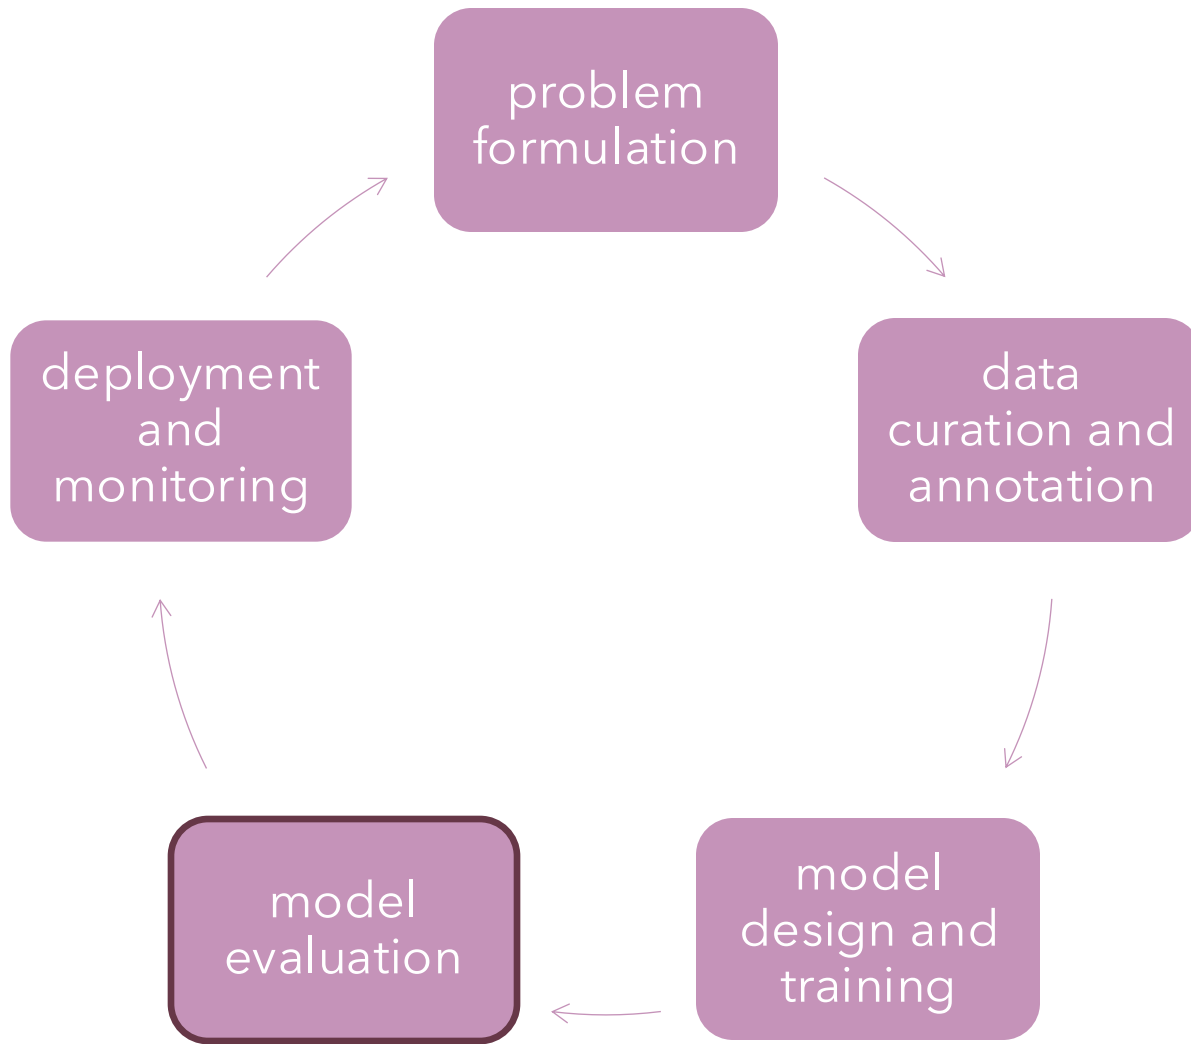 problem
formulation
data
curation and
annotation
model
design and
training
model
evaluation
deployment
and
monitoring